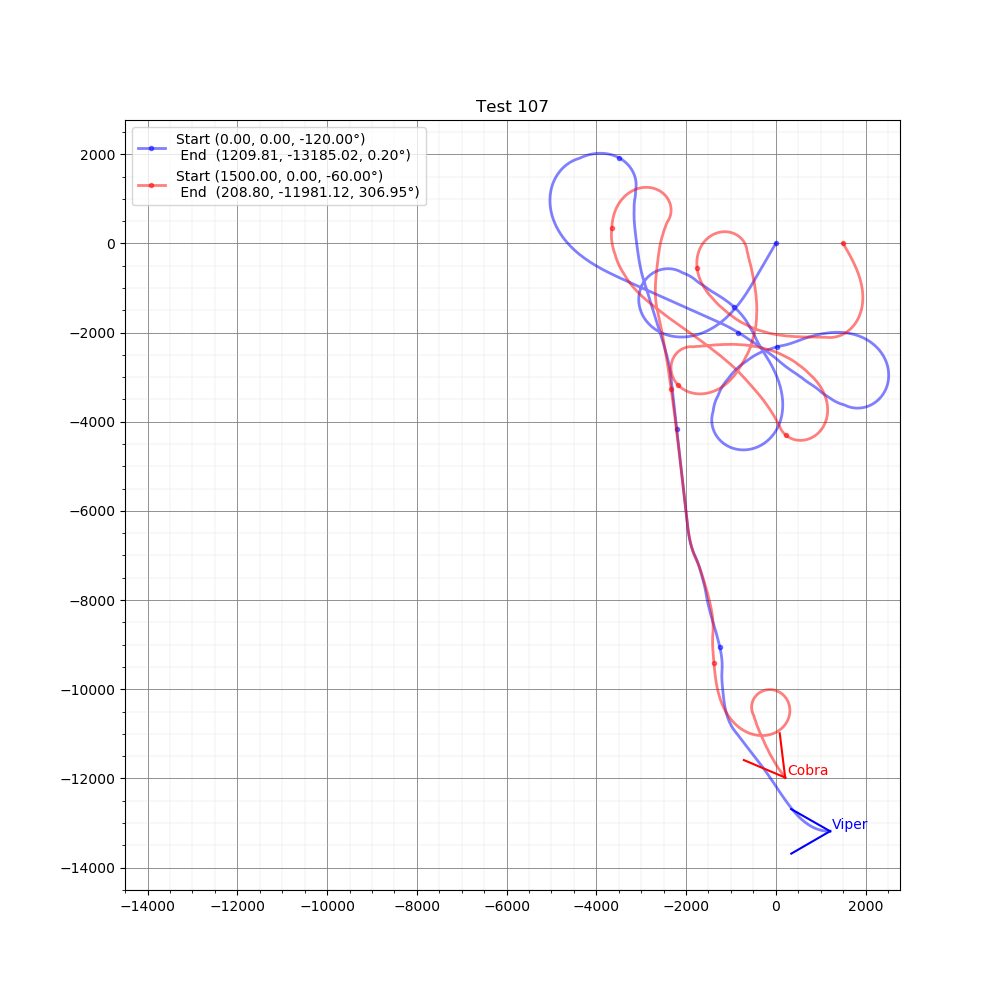 Test 107
Start (0.00, 0.00, -120.00°)
End (1209.81, -13185.02, 0.20°)
Start (1500.00, 0.00, -60.00°)
End (208.80, -11981.12, 306.95°)
2000
0
−2000
−4000
−6000
−8000
−10000
−12000
−14000
Cobra
Viper
−14000 −12000 −10000 −8000 −6000 −4000 −2000 0 2000